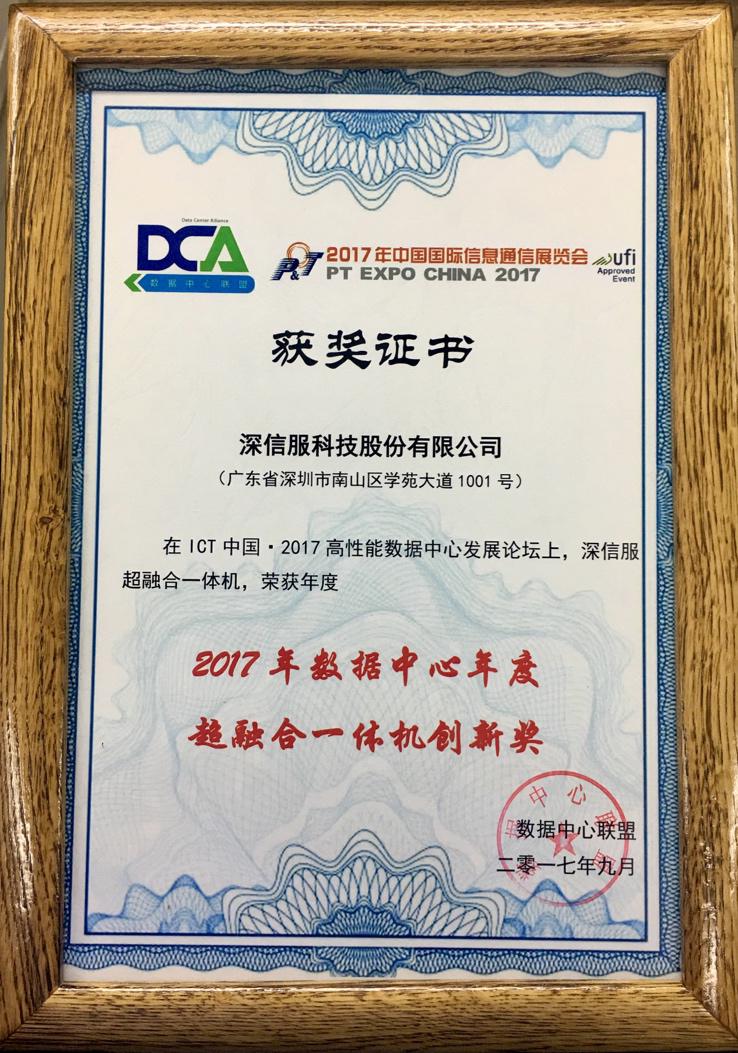 Data Center Alliance
DCA
数据中心联盟
P&T
2017年中国国际信息通信展览会
PT EXPO CHINA 2017
ufi
Approved
Event
获奖证书
深信服科技股份有限公司
（广东省深圳市南山区学苑大道1001号）
在ICT中国·2017高性能数据中心发展论坛上，深信服
超融合一体机，荣获年度
2017年数据中心年度
超融合一体机创新奖
数据中心联盟
数据中心联盟
二零一七年九月